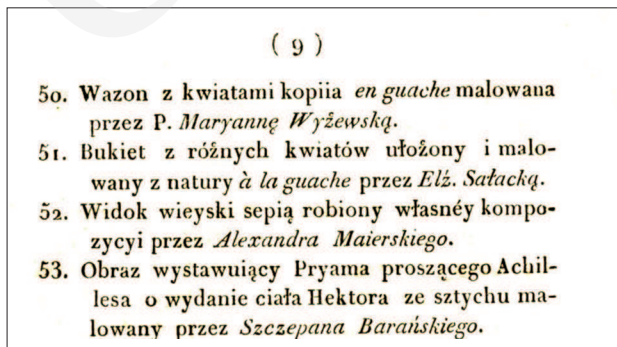 ( 9 )
50. Wazon z kwiatami kopiia en guache malowana
przez P. Maryannę Wyżewską.
51. Bukiet z różnych kwiatów ułożony i malo-
wany z natury à la guache przez Elż. Sałacką.
52. Widok wieyski sepią robiony własnéy kompo-
zycyi przez Alexandra Maierskiego.
53. Obraz wystawuiący Pryama proszącego Achil-
lesa o wydanie ciała Hektora ze sztychu ma-
lowany przez Szczepana Barańskiego.